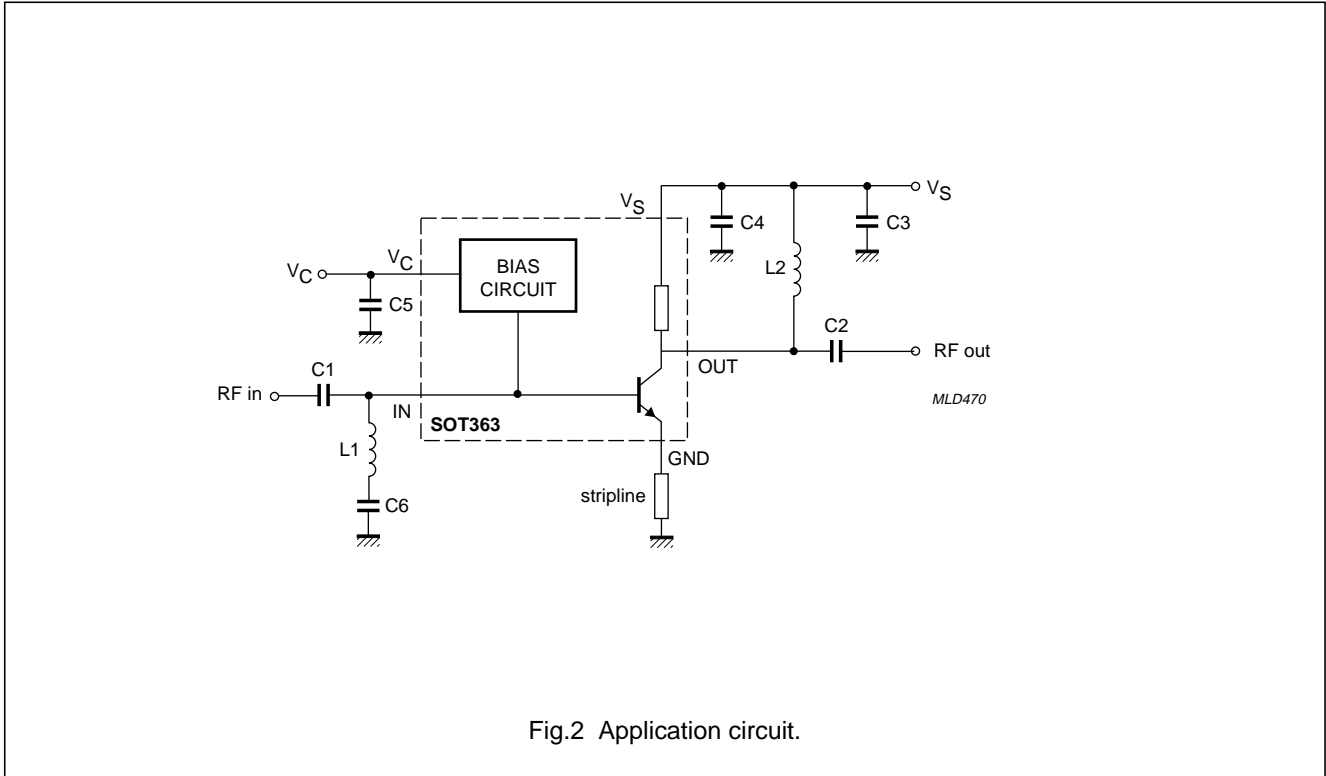 VS
VS
C4
C3
VC
VC
BIAS
CIRCUIT
L2
C5
C2
RF out
OUT
C1
RF in
IN
MLD470
SOT363
L1
GND
stripline
C6
Fig.2 Application circuit.